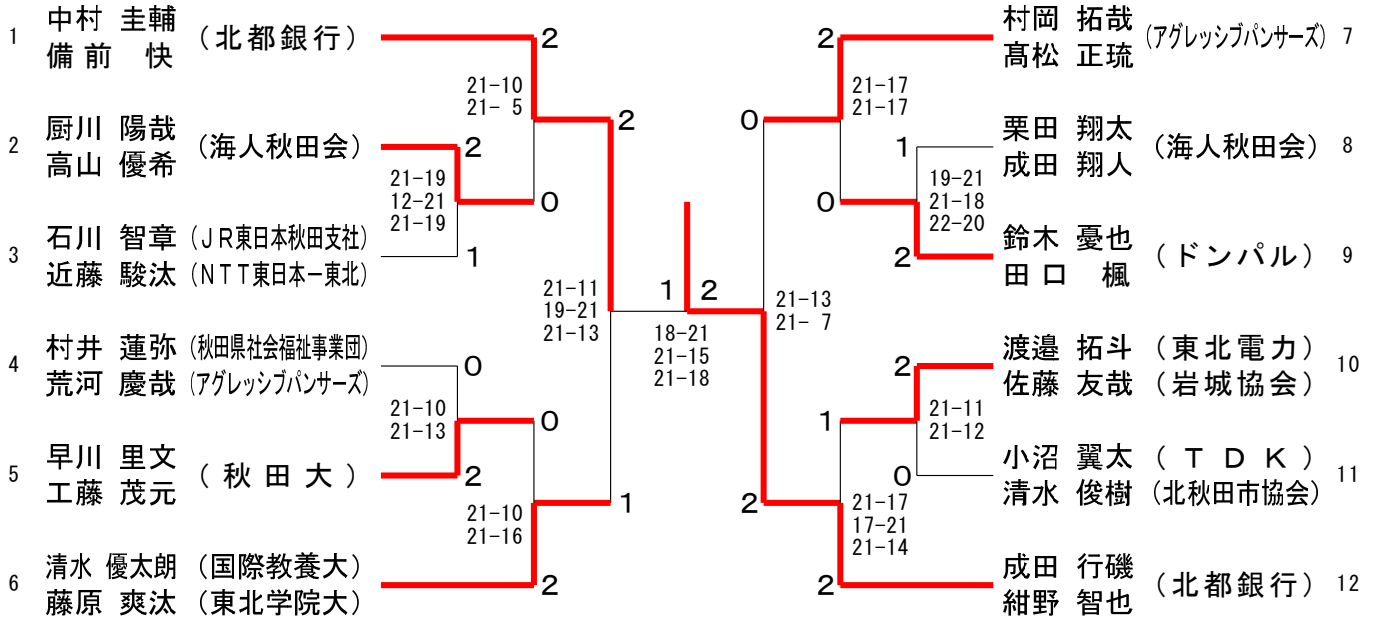 1 中村 圭輔 (北都銀行)
備前 快
2
21-10
21- 5
2 厨川 陽哉 (海人秋田会)
高山 優希
2
2
21-19
12-21
21-19
0
3 石川 智章 (JR東日本秋田支社)
近藤 駿汰 (NTT東日本ー東北)
1
21-11
19-21
21-13
4 村井 蓮弥 (秋田県社会福祉事業団)
荒河 慶哉 (アグレッシブパンサーズ)
0
21-10
21-13
0
5 早川 里文 (秋田大)
工藤 茂元
2
1
21-10
21-16
6 清水 優太朗 (国際教養大)
藤原 爽汰 (東北学院大)
2
1 2
18-21
21-15
21-18
2
村岡 拓哉 (アグレッシブパンサーズ) 7
髙松 正琉
21-17
21-17
0
1
栗田 翔太 (海人秋田会) 8
成田 翔人
19-21
21-18
22-20
0
2
鈴木 憂也 (ドンパル) 9
田口 楓
21-13
21- 7
2
渡邉 拓斗 (東北電力) 10
佐藤 友哉 (岩城協会)
21-11
21-12
1
0
小沼 翼太 (TDK) 11
清水 俊樹 (北秋田市協会)
2
21-17
17-21
21-14
2
成田 行磯 (北都銀行) 12
紺野 智也